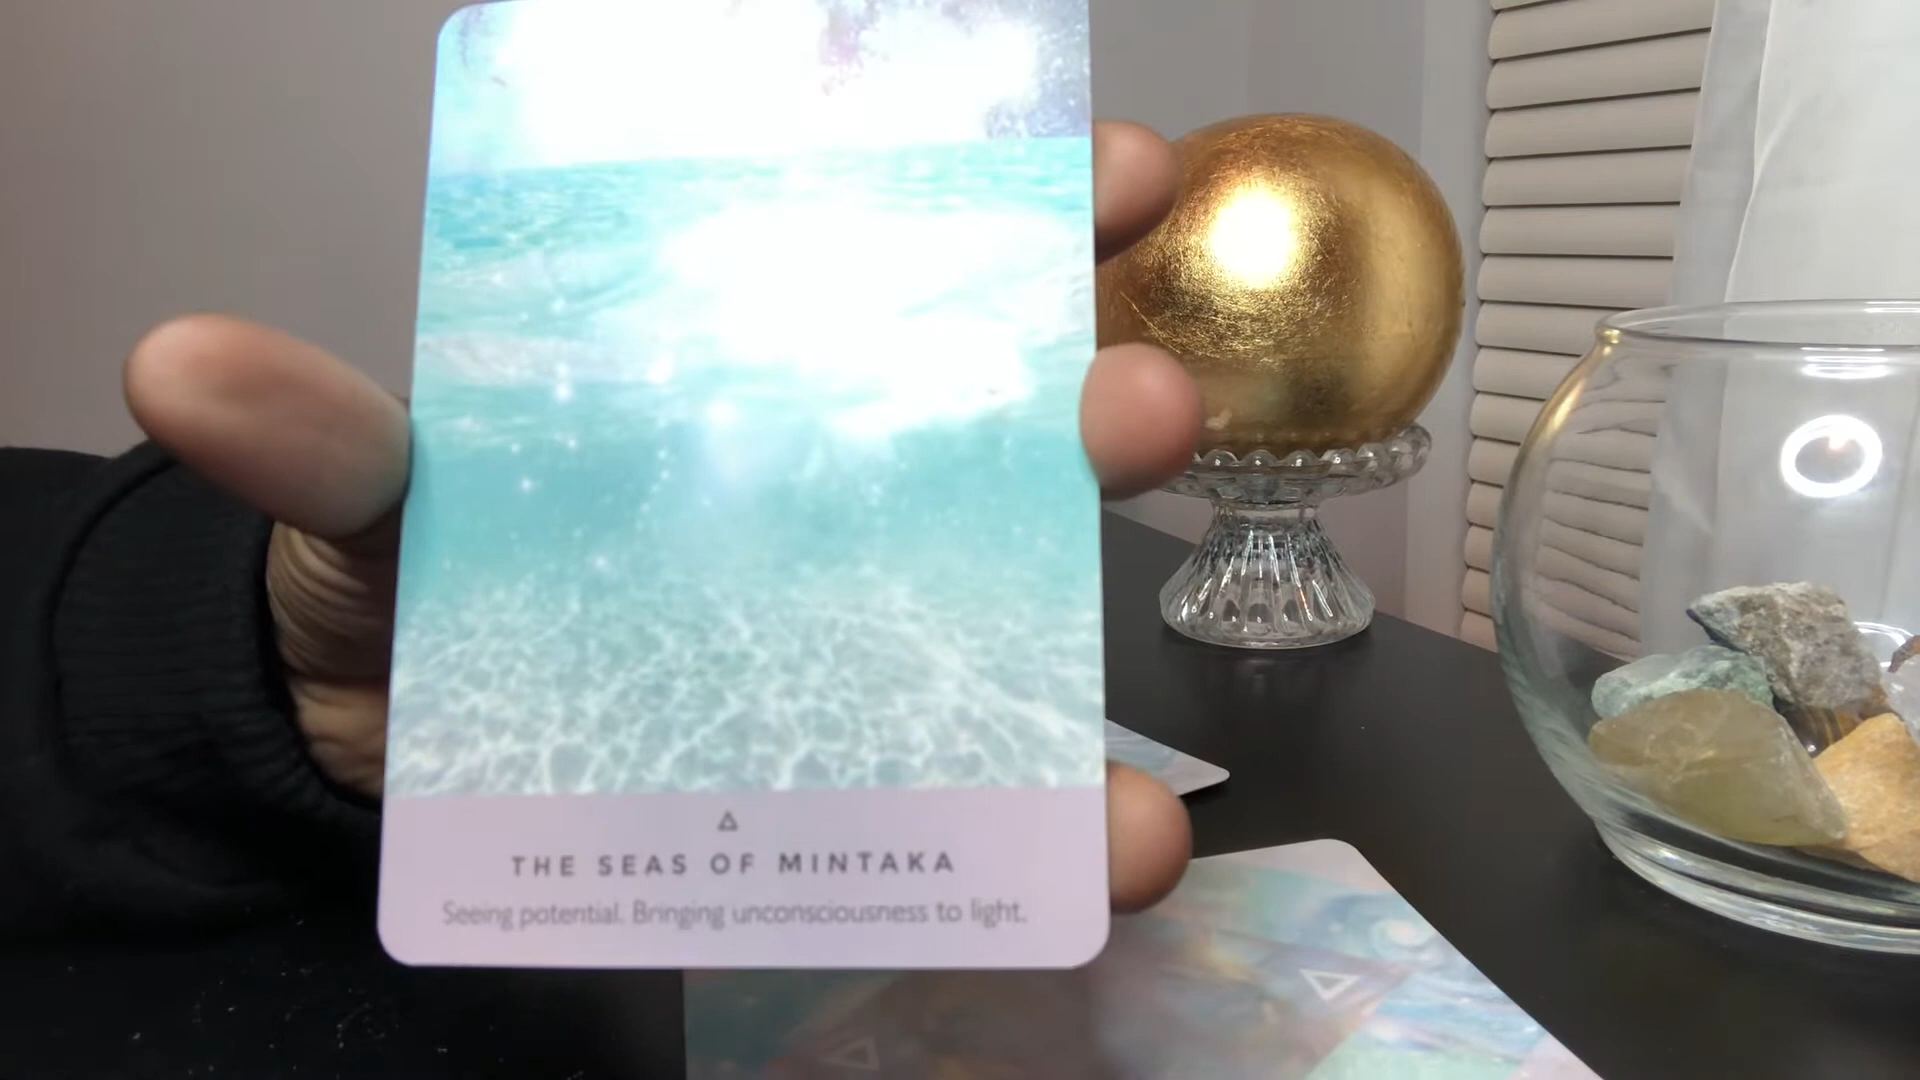 THE SEAS OF MINTAKA
Seeing potential. Bringing unconsciousness to light.